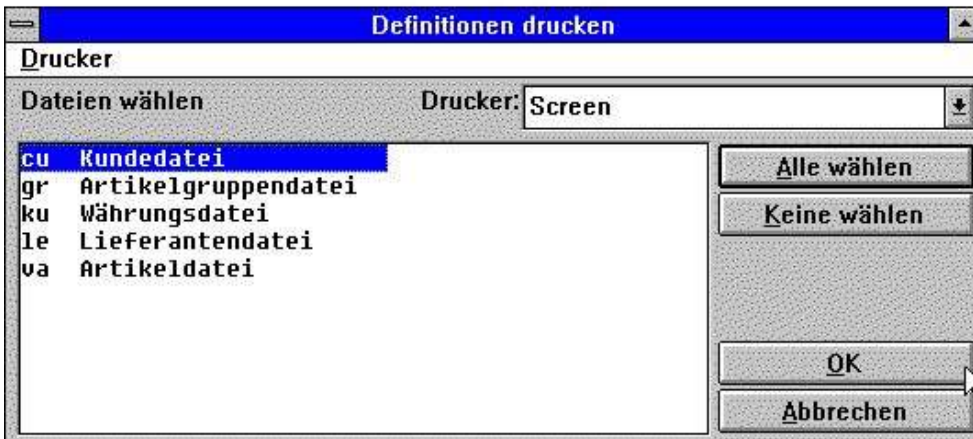 Definitionen drucken
Drucker
Dateien wählen Drucker: Screen
cu Kundedatei
gr Artikelgruppendatei
ku Währungsdatei
le Lieferantendatei
va Artikeldatei
Alle wählen
Keine wählen
OK
Abbrechen